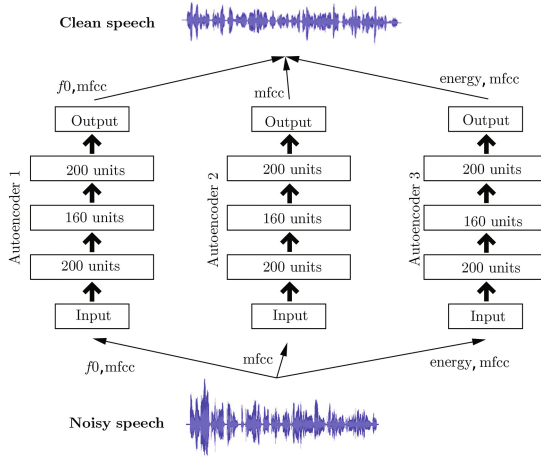 Clean speech
f0,mfcc
mfcc
energy, mfcc
Output
Output
Output
Autoencoder 1
200 units
160 units
200 units
Autoencoder 2
200 units
160 units
200 units
Autoencoder 3
200 units
160 units
200 units
Input
Input
Input
f0,mfcc
mfcc
energy, mfcc
Noisy speech